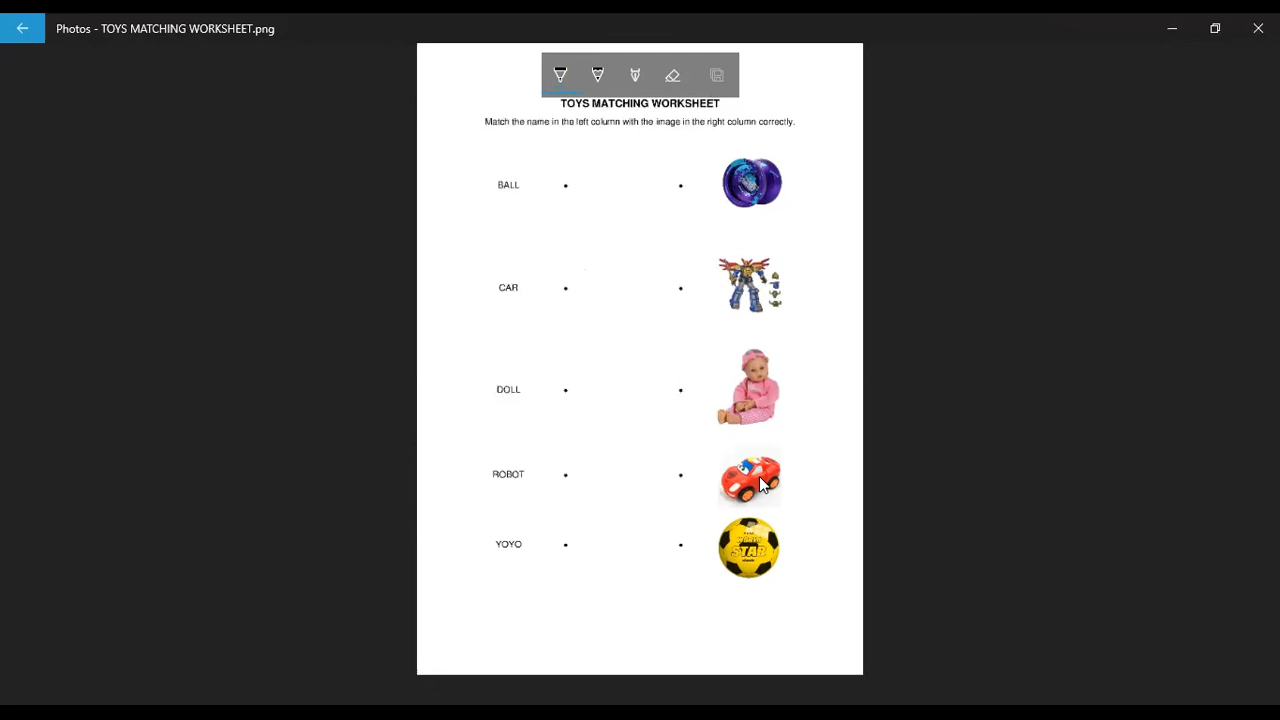 Photos - TOYS MATCHING WORKSHEET.png
TOYS MATCHING WORKSHEET
Match the name in the left column with the image in the right column correctly.
BALL
CAR
DOLL
ROBOT
YOYO
STAR